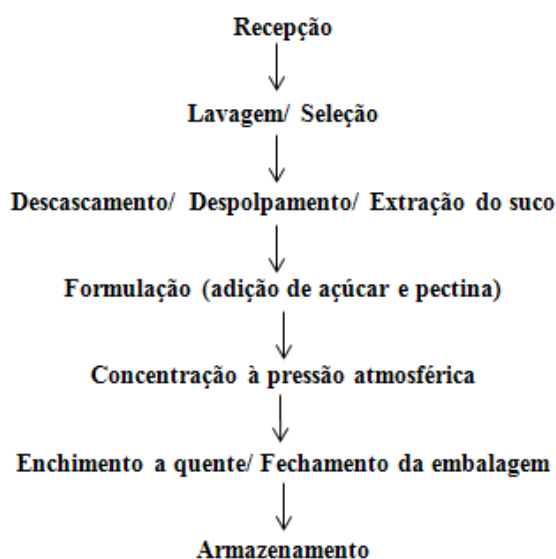 Recepção
Lavagem/ Seleção
Descascamento/ Despolpamento/ Extração do suco
Formulação (adição de açúcar e pectina)
Concentração à pressão atmosférica
Enchimento a quente/ Fechamento da embalagem
Armazenamento